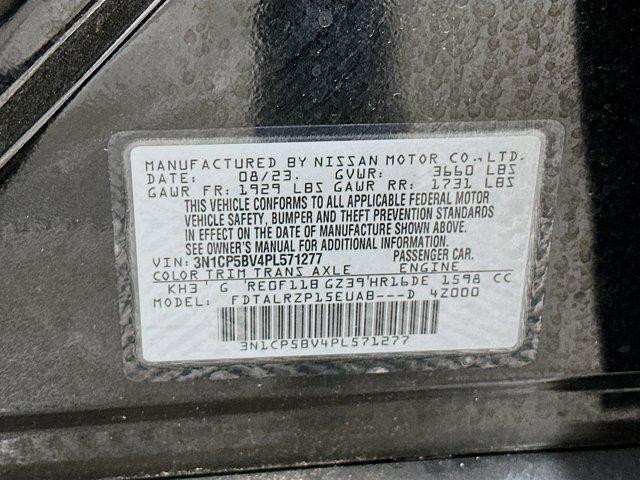 MANUFACTURED BY NISSAN MOTOR CO.,LTD.
DATE: 08/23. GVWR: 3660 LBS
GAWR FR: 1929 LBS GAWR RR: 1731 LBS
THIS VEHICLE CONFORMS TO ALL APPLICABLE FEDERAL MOTOR
VEHICLE SAFETY, BUMPER AND THEFT PREVENTION STANDARDS
IN EFFECT ON THE DATE OF MANUFACTURE SHOWN ABOVE.
SEE OWNER'S MANUAL FOR ADDITIONAL INFORMATION.
VIN: 3N1CP5BV4PL571277 PASSENGER CAR.
COLOR TRIM TRANS AXLE ENGINE
KH3 G RE0F11B GZ39 HR16DE 1598 CC
MODEL: FDTALRZP15EUAB---D 4Z000
3N1CP5BV4PL571277